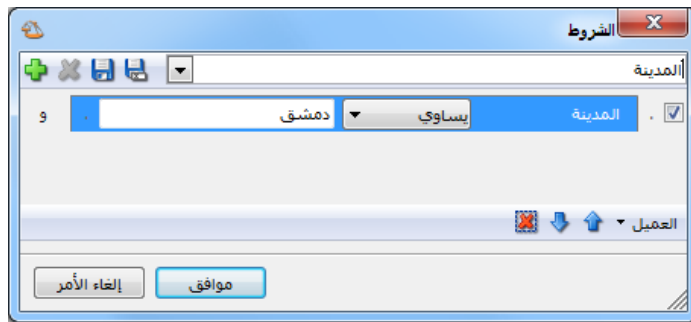 الشروط
المدينة
. المدينة يساوي دمشق . و
العميل
موافق إلغاء الأمر